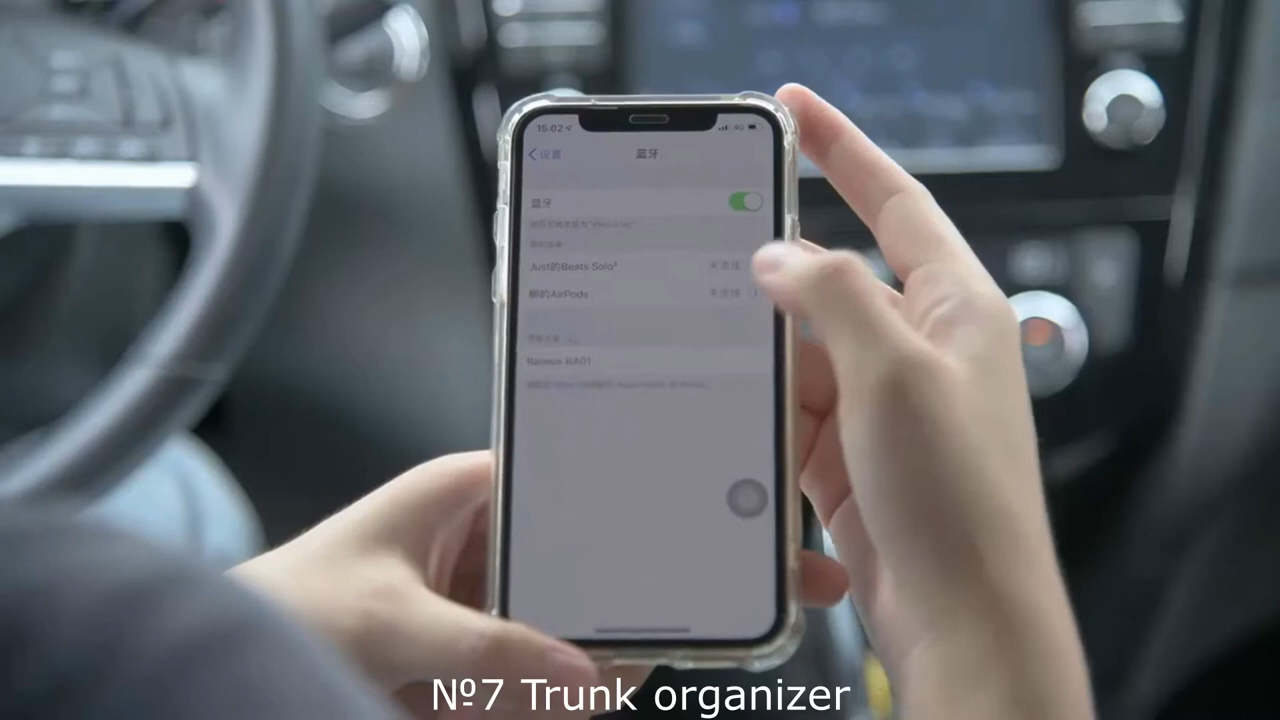 15:02
4G
设置
蓝牙
蓝牙
Just的Beats Solo³
未连接
的AirPods
未连接
Baseus BA01
№7 Trunk organizer